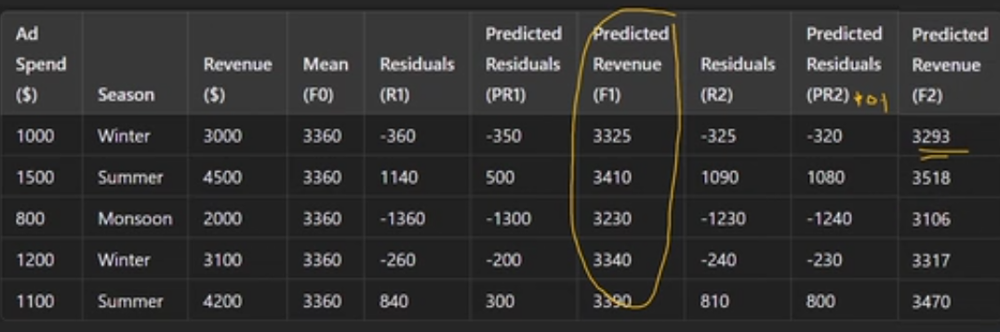 Ad Spend ($) Season Revenue ($) Mean (F0) Residuals (R1) Predicted Residuals (PR1) Predicted Revenue (F1) Residuals (R2) Predicted Residuals (PR2) *0.1 Predicted Revenue (F2)
1000 Winter 3000 3360 -360 -350 3325 -325 -320 3293
1500 Summer 4500 3360 1140 500 3410 1090 1080 3518
800 Monsoon 2000 3360 -1360 -1300 3230 -1230 -1240 3106
1200 Winter 3100 3360 -260 -200 3340 -240 -230 3317
1100 Summer 4200 3360 840 300 3390 810 800 3470